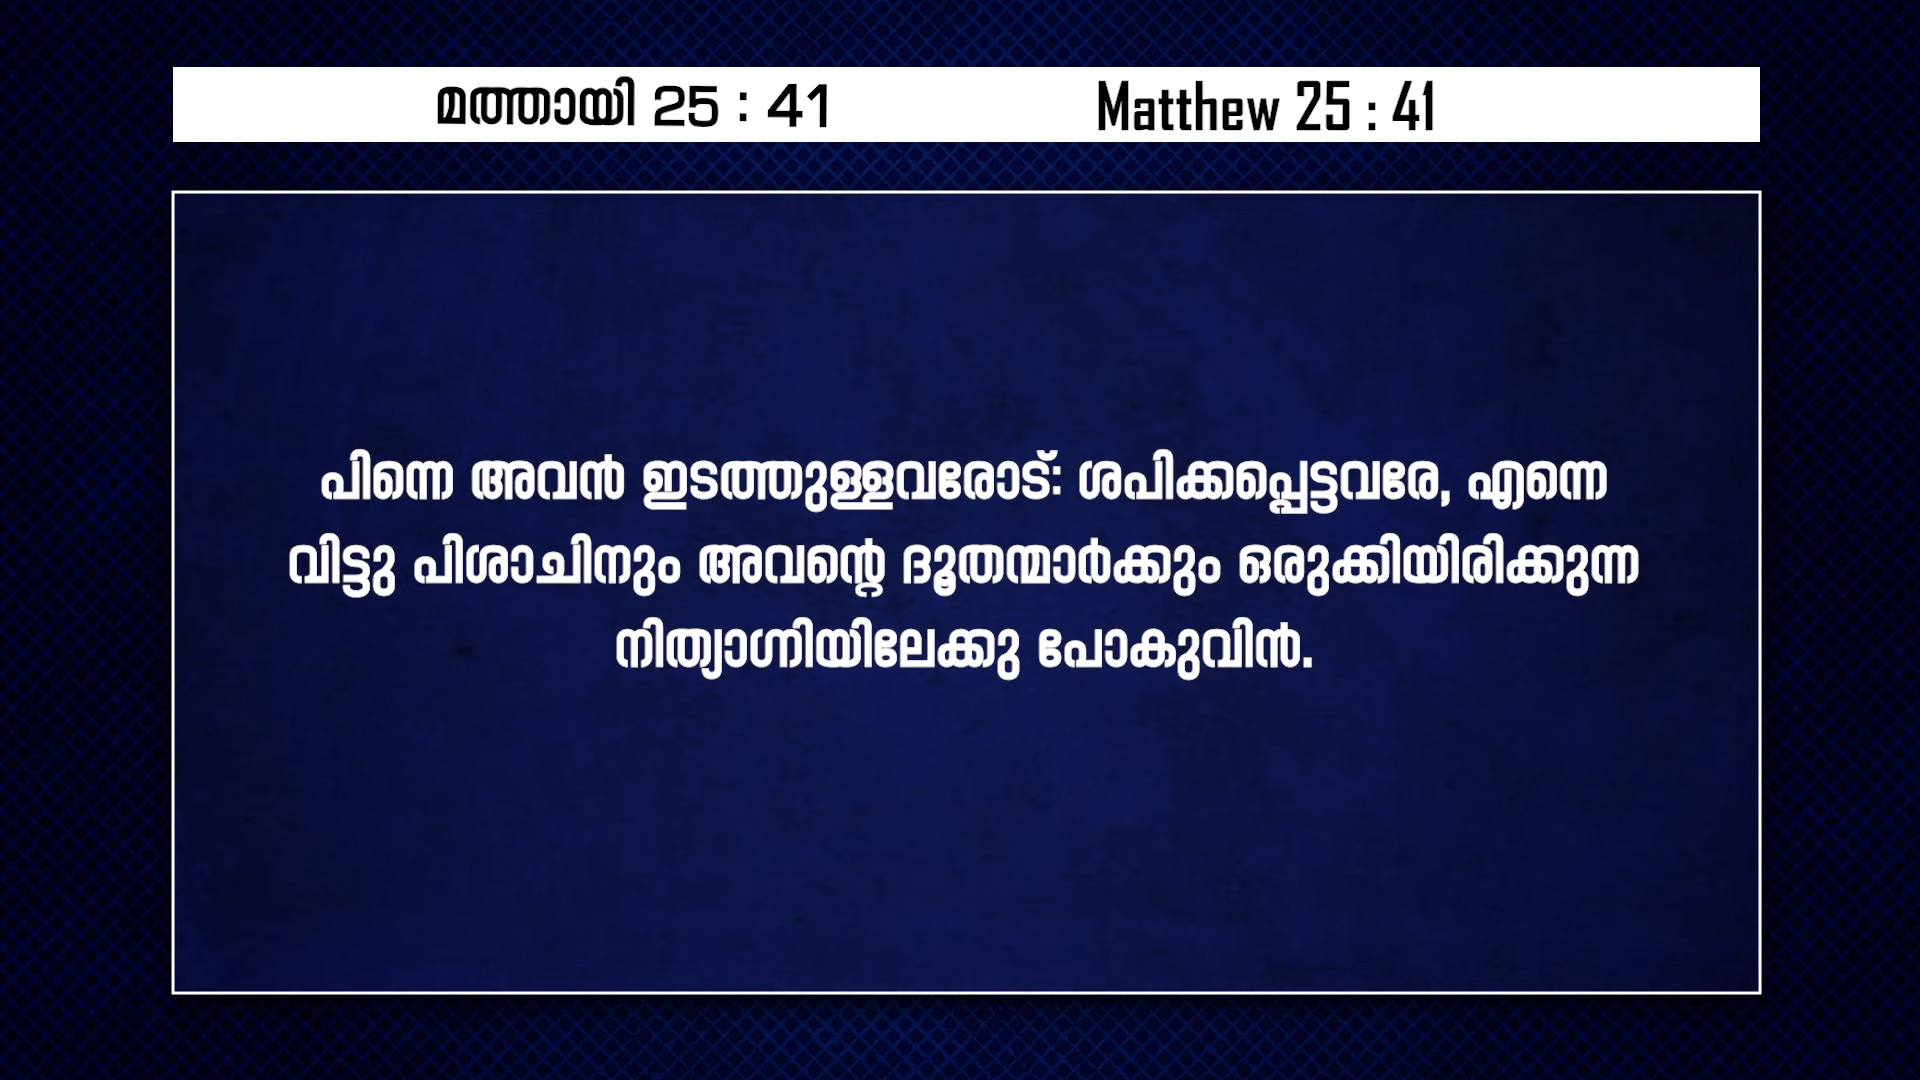 മത്തായി 25 : 41 Matthew 25 : 41
പിന്നെ അവൻ ഇടത്തുള്ളവരോട്: ശപിക്കപ്പെട്ടവരേ, എന്നെ
വിട്ടു പിശാചിനും അവന്റെ ദൂതന്മാർക്കും ഒരുക്കിയിരിക്കുന്ന
നിത്യാഗ്നിയിലേക്കു പോകുവിൻ.